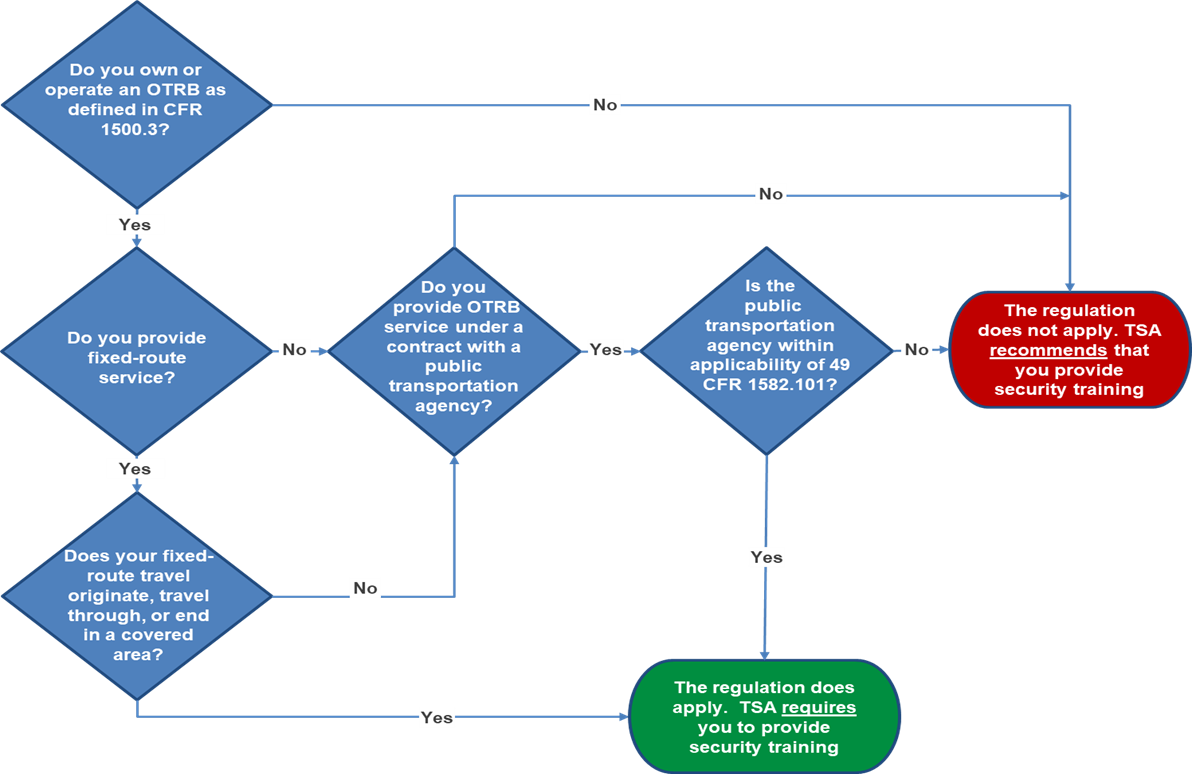 Do you own or
operate an OTRB as
defined in CFR
1500.3?
No
Yes
No
Do you provide
fixed-route
service?
No
Do you
provide OTRB
service under a
contract with a
public
transportation
agency?
Yes
Is the
public
transportation
agency within
applicability of 49
CFR 1582.101?
No
The regulation
does not apply. TSA
recommends that
you provide
security training
Yes
Does your fixed-
route travel
originate, travel
through, or end
in a covered
area?
No
Yes
Yes
The regulation does
apply.  TSA requires
you to provide
security training